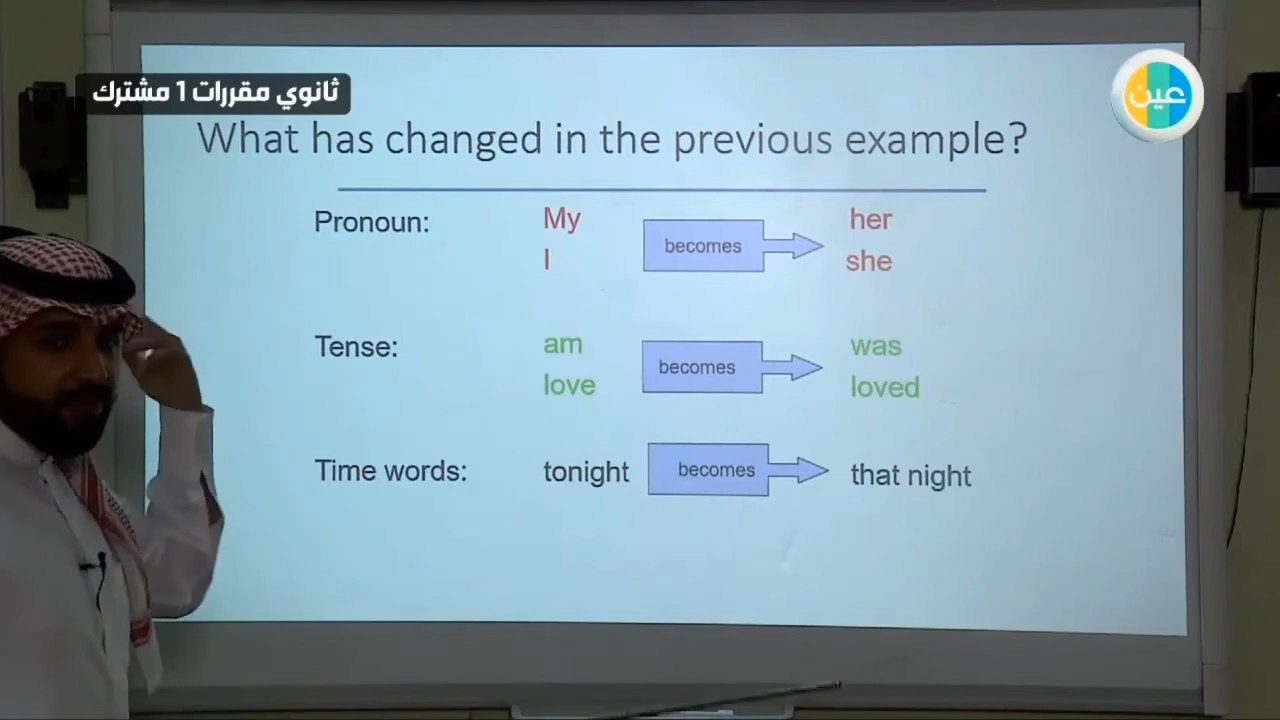 ثانوي مقررات 1 مشترك
عين
What has changed in the previous example?
Pronoun: My becomes her
I she
Tense: am becomes was
love loved
Time words: tonight becomes that night